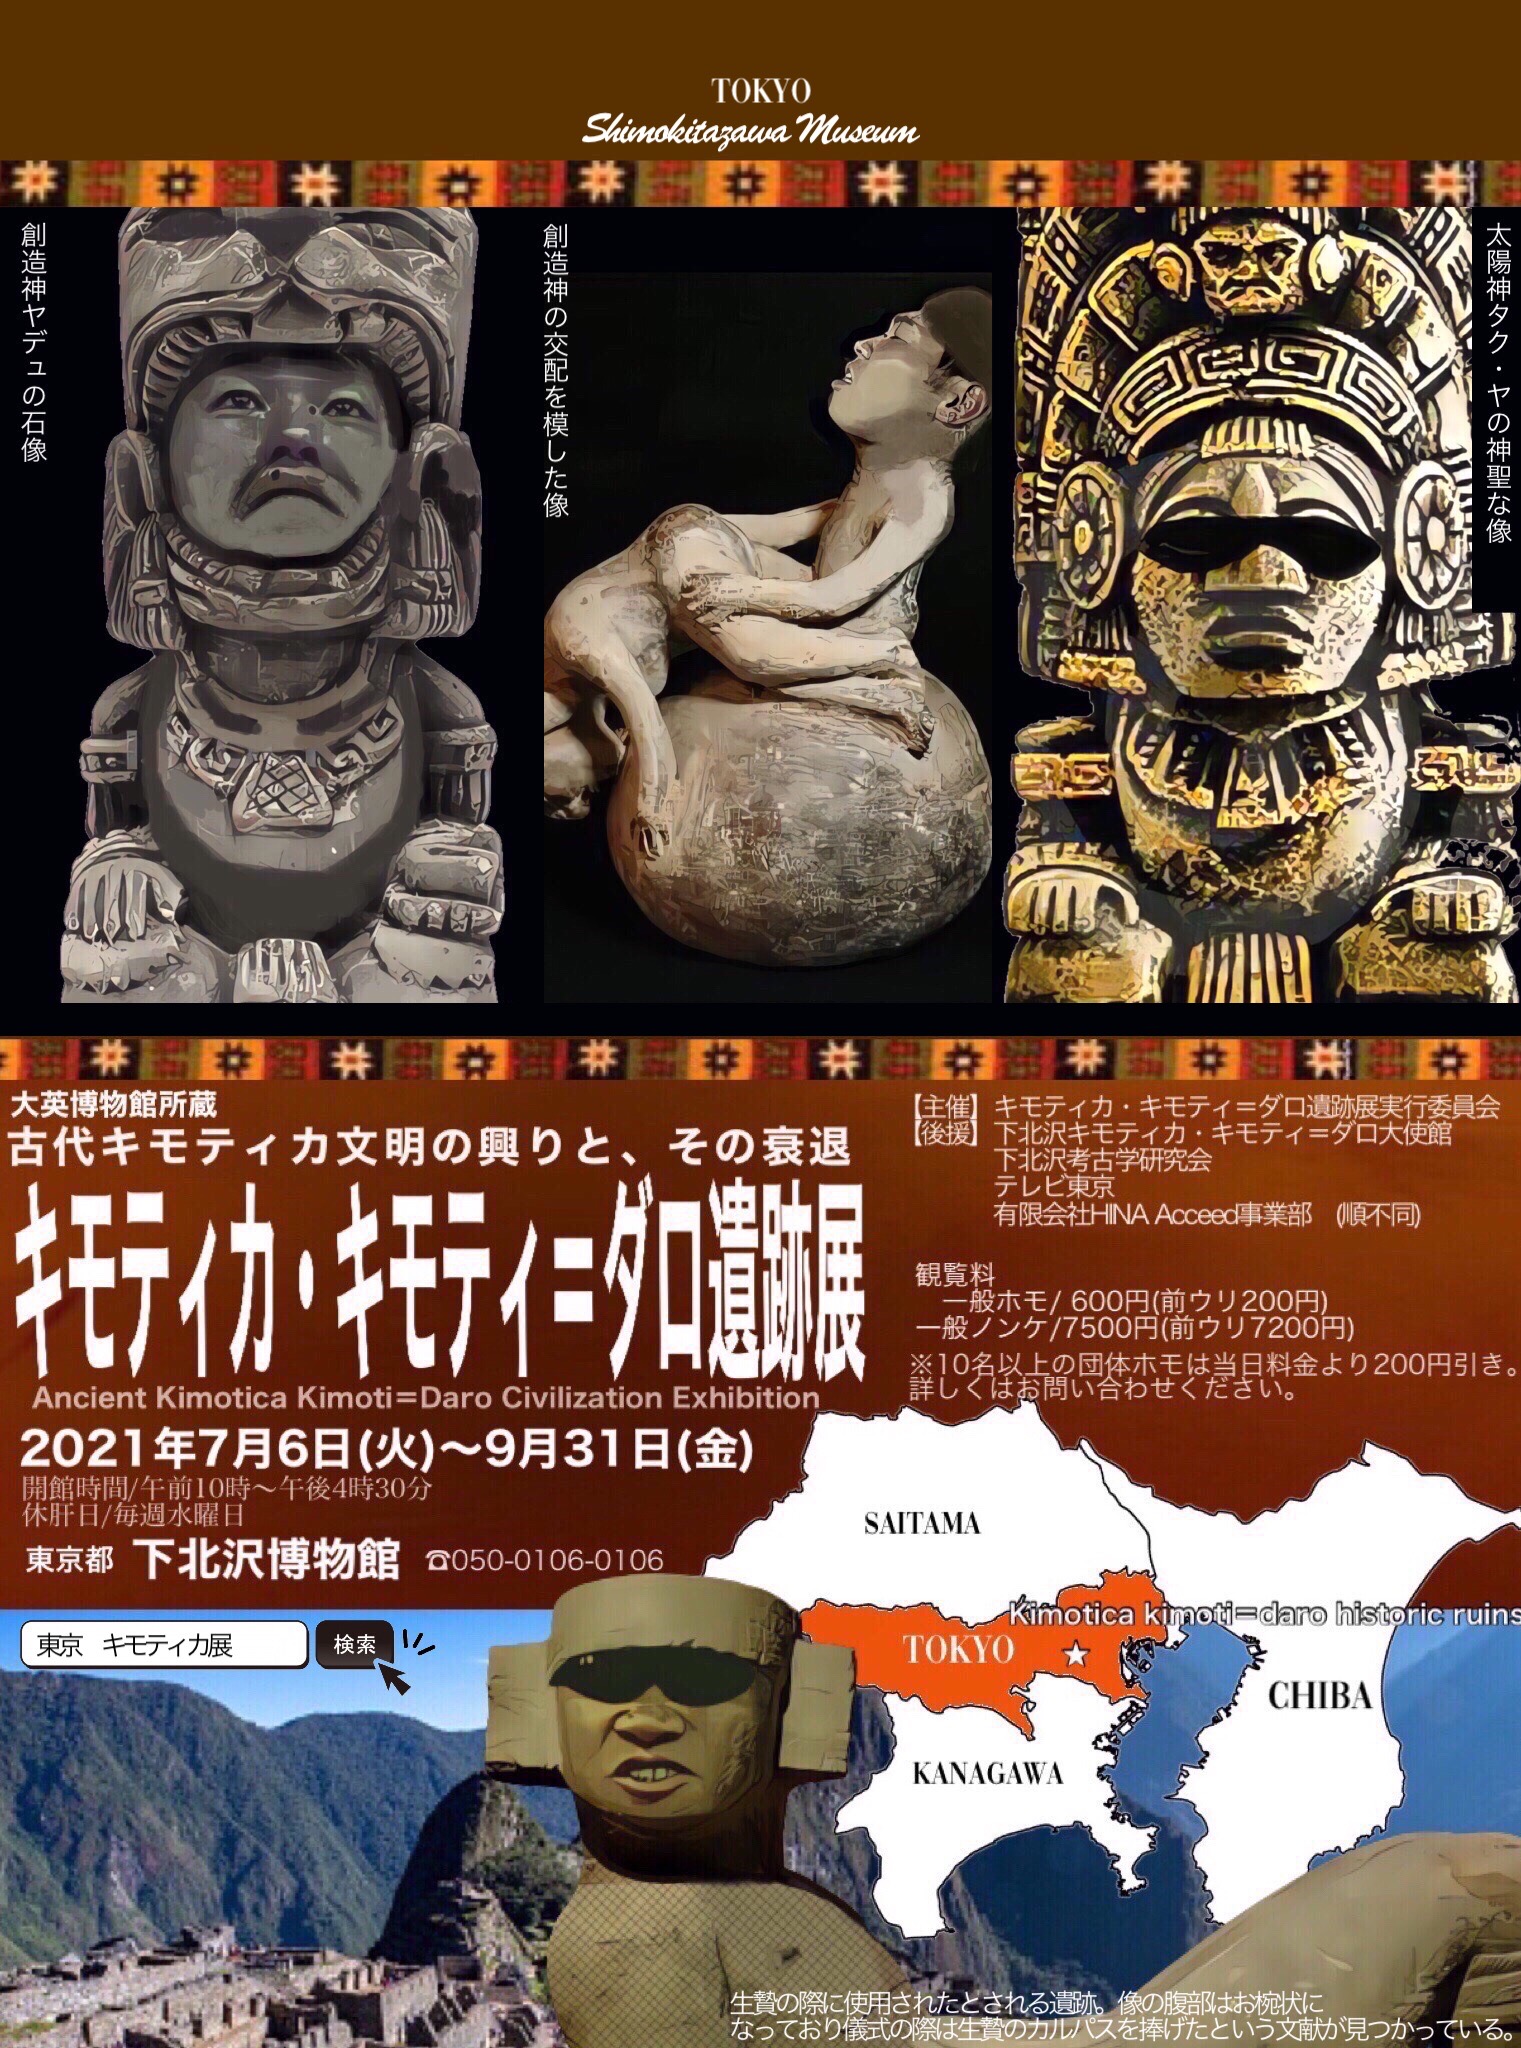 TOKYO
Shimokitazawa Museum
創造神ヤデュの石像
創造神の交配を模した像
太陽神タク・ヤの神聖な像
大英博物館所蔵
古代キモティカ文明の興りと、その衰退
キモティカ・キモティ＝ダロ遺跡展
Ancient Kimotica Kimoti=Daro Civilization Exhibition
2021年7月6日(火)〜9月31日(金)
開館時間/午前10時〜午後4時30分
休肝日/毎週水曜日
東京都 下北沢博物館 ☎050-0106-0106
東京 キモティカ展 検索
【主催】キモティカ・キモティ＝ダロ遺跡展実行委員会
【後援】下北沢キモティカ・キモティ＝ダロ大使館
下北沢考古学研究会
テレビ東京
有限会社HINA Acceed事業部 (順不同)
観覧料
一般ホモ/ 600円(前ウリ200円)
一般ノンケ/7500円(前ウリ7200円)
※10名以上の団体ホモは当日料金より200円引き。
詳しくはお問い合わせください。
SAITAMA
Kimotica kimoti=daro historic ruins
TOKYO
CHIBA
KANAGAWA
生贄の際に使用されたとされる遺跡。像の腹部はお椀状に
なっており儀式の際は生贄のカルパスを捧げたという文献が見つかっている。